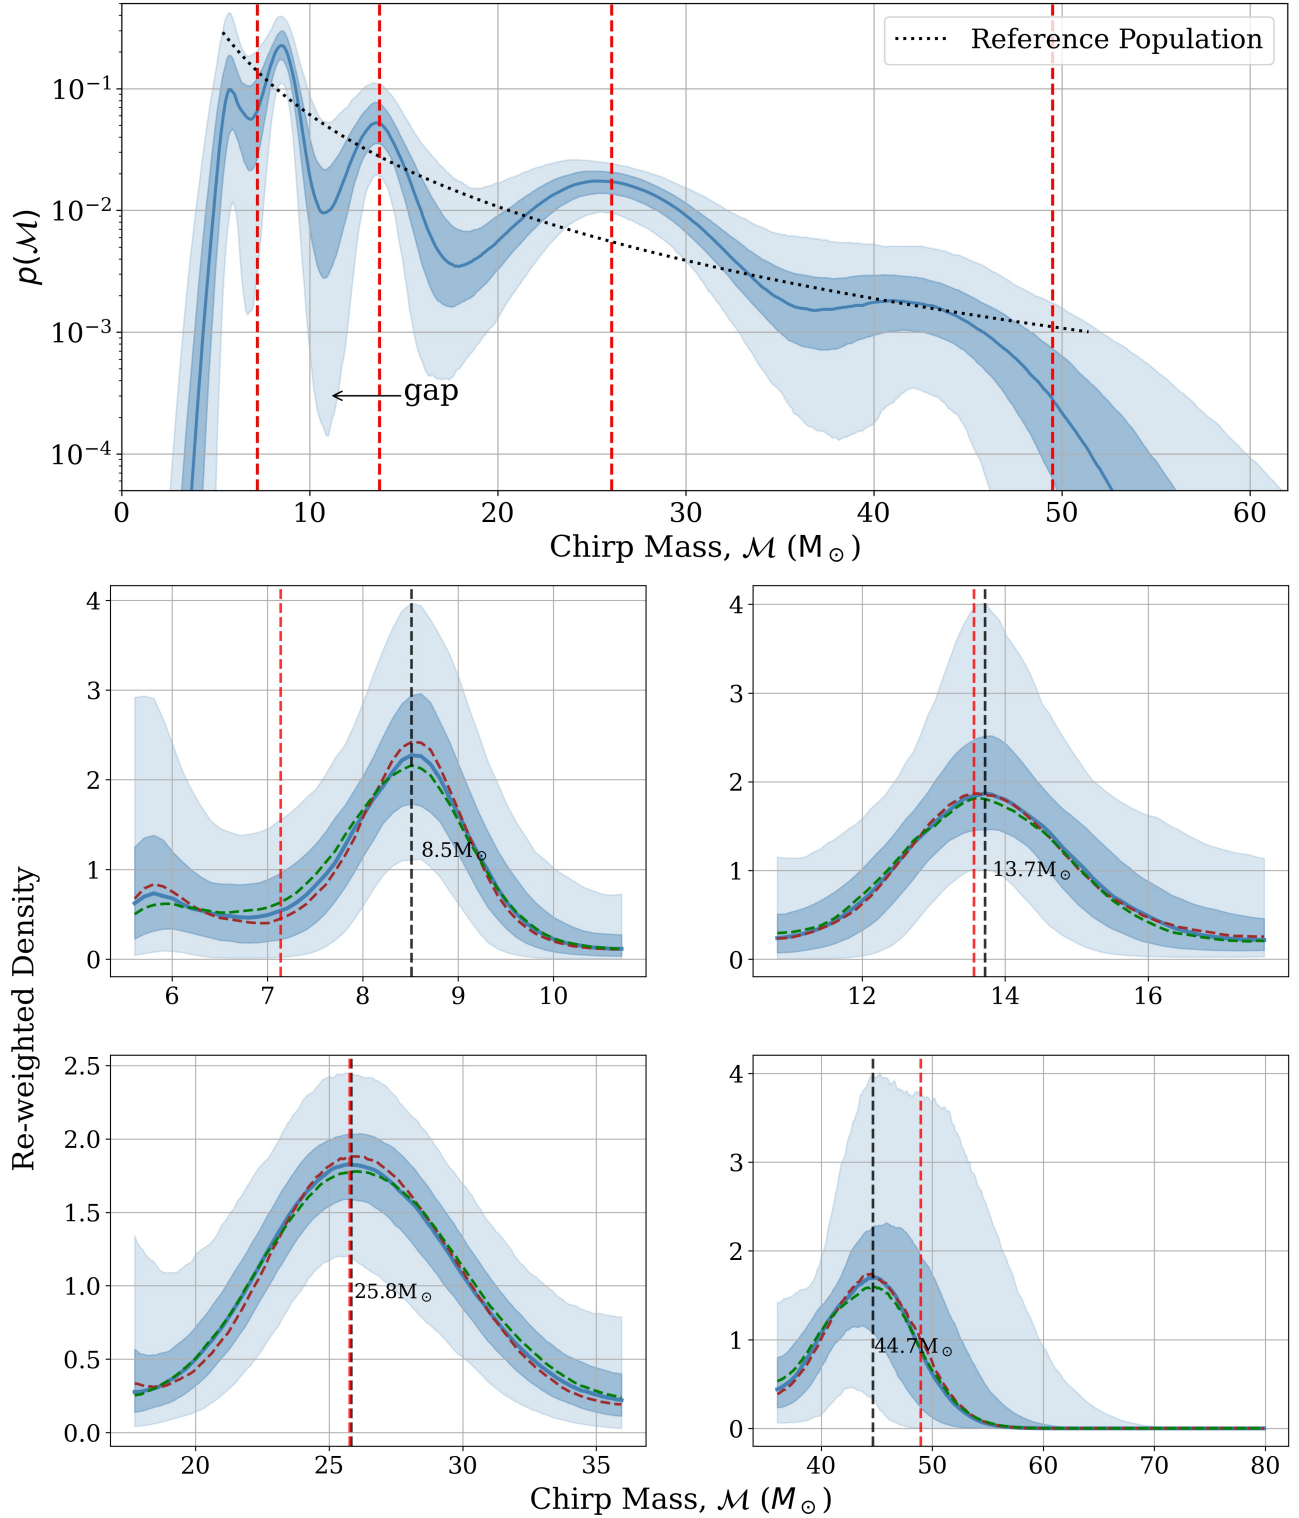 Reference Population
p(ℳ)
10⁻¹
10⁻²
10⁻³
10⁻⁴
gap
0 10 20 30 40 50 60
Chirp Mass, ℳ (M⊙)
Re-weighted Density
4
3
2
1
0
8.5M⊙
6 7 8 9 10
4
3
2
1
0
13.7M⊙
12 14 16
2.5
2.0
1.5
1.0
0.5
0.0
25.8M⊙
20 25 30 35
4
3
2
1
0
44.7M⊙
40 50 60 70 80
Chirp Mass, ℳ (M⊙)